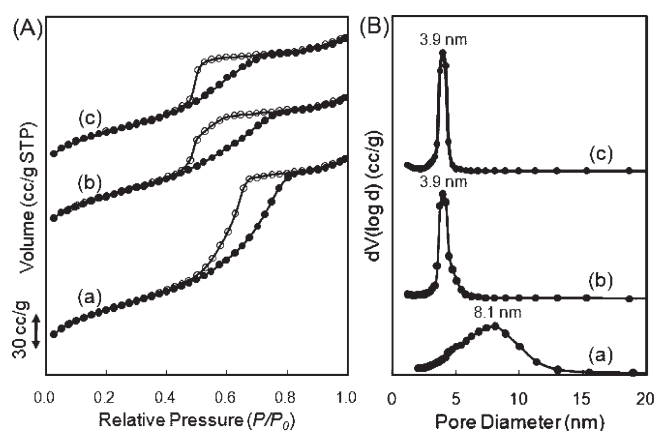 (A)
Volume (cc/g STP)
30 cc/g
(c)
(b)
(a)
0.0 0.2 0.4 0.6 0.8 1.0
Relative Pressure (P/P₀)
(B)
dV(log d) (cc/g)
3.9 nm
(c)
3.9 nm
(b)
8.1 nm
(a)
0 5 10 15 20
Pore Diameter (nm)